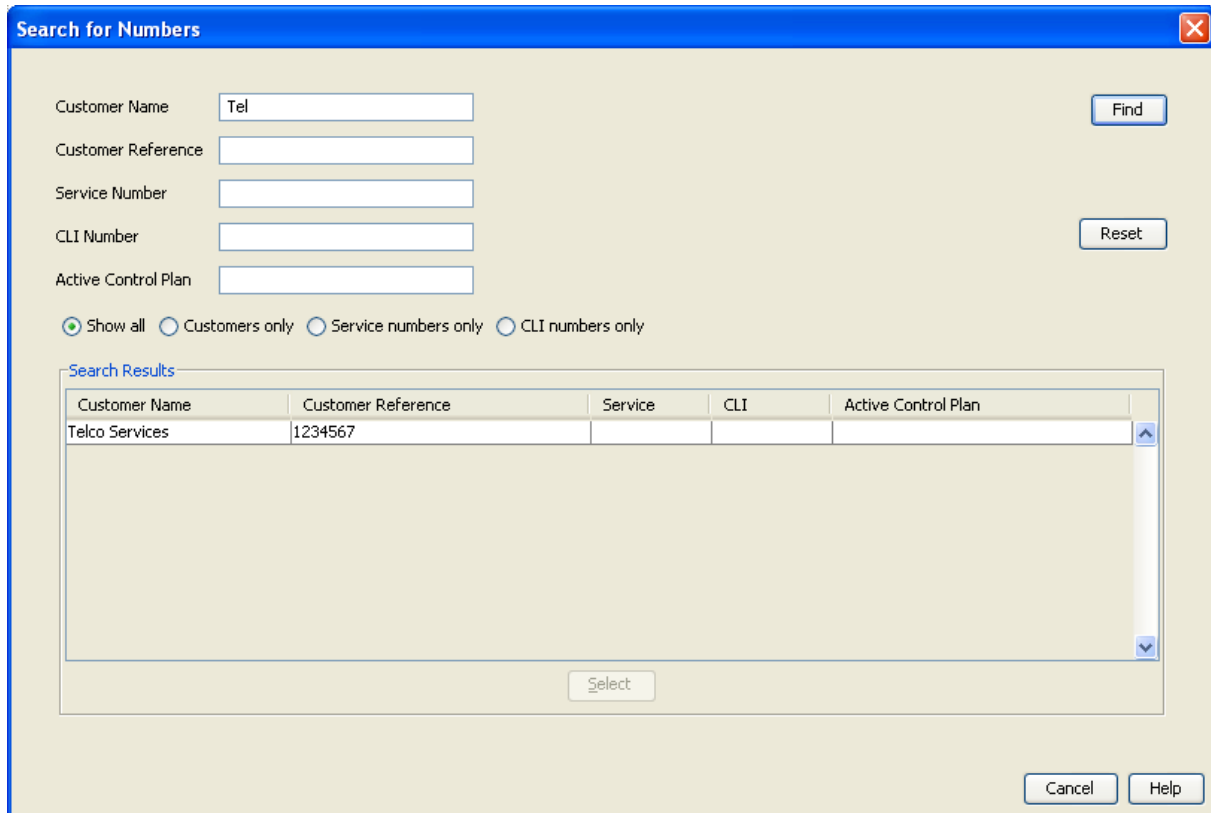 Search for Numbers
Customer Name Tel Find
Customer Reference
Service Number
CLI Number Reset
Active Control Plan
Show all Customers only Service numbers only CLI numbers only
Search Results
Customer Name Customer Reference Service CLI Active Control Plan
Telco Services 1234567
Select
Cancel Help